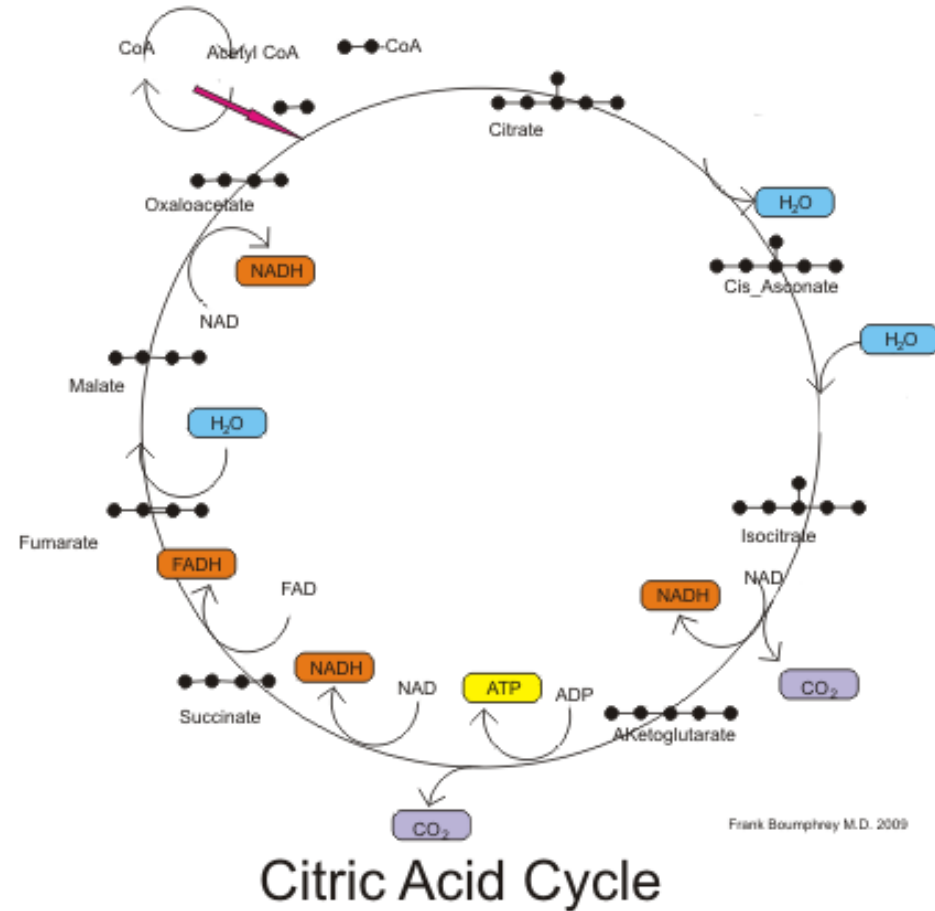 CoA
Acetyl CoA
-CoA
Citrate
H₂O
Cis_Asconate
H₂O
Isocitrate
NAD
NADH
CO₂
AKetoglutarate
ADP
ATP
CO₂
NAD
NADH
Succinate
FAD
FADH
Fumarate
H₂O
Malate
NAD
NADH
Oxaloacetate
Frank Boumphrey M.D. 2009
Citric Acid Cycle